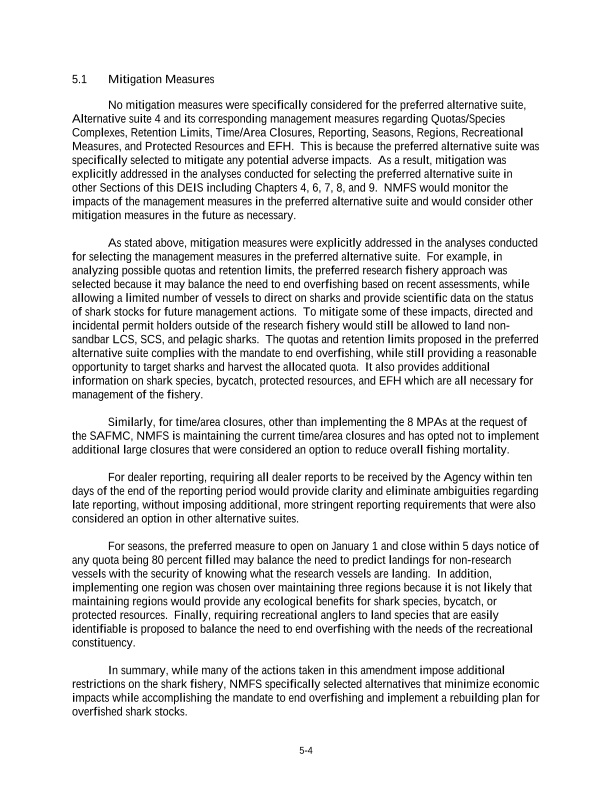 5.1 Mitigation Measures
No mitigation measures were specifically considered for the preferred alternative suite,
Alternative suite 4 and its corresponding management measures regarding Quotas/Species
Complexes, Retention Limits, Time/Area Closures, Reporting, Seasons, Regions, Recreational
Measures, and Protected Resources and EFH. This is because the preferred alternative suite was
specifically selected to mitigate any potential adverse impacts. As a result, mitigation was
explicitly addressed in the analyses conducted for selecting the preferred alternative suite in
other Sections of this DEIS including Chapters 4, 6, 7, 8, and 9. NMFS would monitor the
impacts of the management measures in the preferred alternative suite and would consider other
mitigation measures in the future as necessary.
As stated above, mitigation measures were explicitly addressed in the analyses conducted
for selecting the management measures in the preferred alternative suite. For example, in
analyzing possible quotas and retention limits, the preferred research fishery approach was
selected because it may balance the need to end overfishing based on recent assessments, while
allowing a limited number of vessels to direct on sharks and provide scientific data on the status
of shark stocks for future management actions. To mitigate some of these impacts, directed and
incidental permit holders outside of the research fishery would still be allowed to land non-
sandbar LCS, SCS, and pelagic sharks. The quotas and retention limits proposed in the preferred
alternative suite complies with the mandate to end overfishing, while still providing a reasonable
opportunity to target sharks and harvest the allocated quota. It also provides additional
information on shark species, bycatch, protected resources, and EFH which are all necessary for
management of the fishery.
Similarly, for time/area closures, other than implementing the 8 MPAs at the request of
the SAFMC, NMFS is maintaining the current time/area closures and has opted not to implement
additional large closures that were considered an option to reduce overall fishing mortality.
For dealer reporting, requiring all dealer reports to be received by the Agency within ten
days of the end of the reporting period would provide clarity and eliminate ambiguities regarding
late reporting, without imposing additional, more stringent reporting requirements that were also
considered an option in other alternative suites.
For seasons, the preferred measure to open on January 1 and close within 5 days notice of
any quota being 80 percent filled may balance the need to predict landings for non-research
vessels with the security of knowing what the research vessels are landing. In addition,
implementing one region was chosen over maintaining three regions because it is not likely that
maintaining regions would provide any ecological benefits for shark species, bycatch, or
protected resources. Finally, requiring recreational anglers to land species that are easily
identifiable is proposed to balance the need to end overfishing with the needs of the recreational
constituency.
In summary, while many of the actions taken in this amendment impose additional
restrictions on the shark fishery, NMFS specifically selected alternatives that minimize economic
impacts while accomplishing the mandate to end overfishing and implement a rebuilding plan for
overfished shark stocks.
5-4